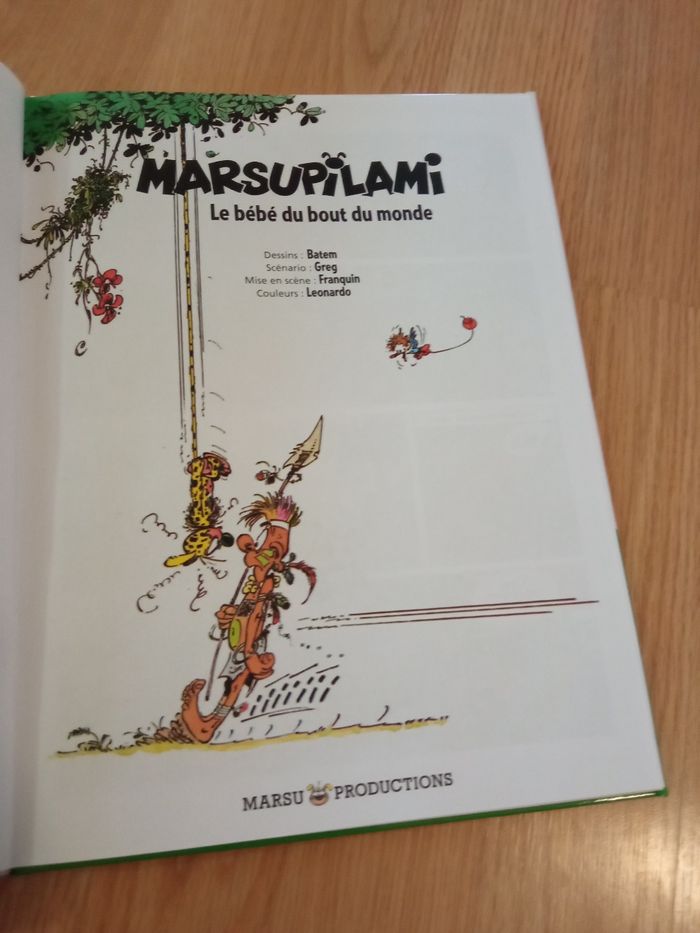 MARSUPiLAMi
Le bébé du bout du monde
Dessins : Batem
Scénario : Greg
Mise en scène : Franquin
Couleurs : Leonardo
MARSU PRODUCTIONS